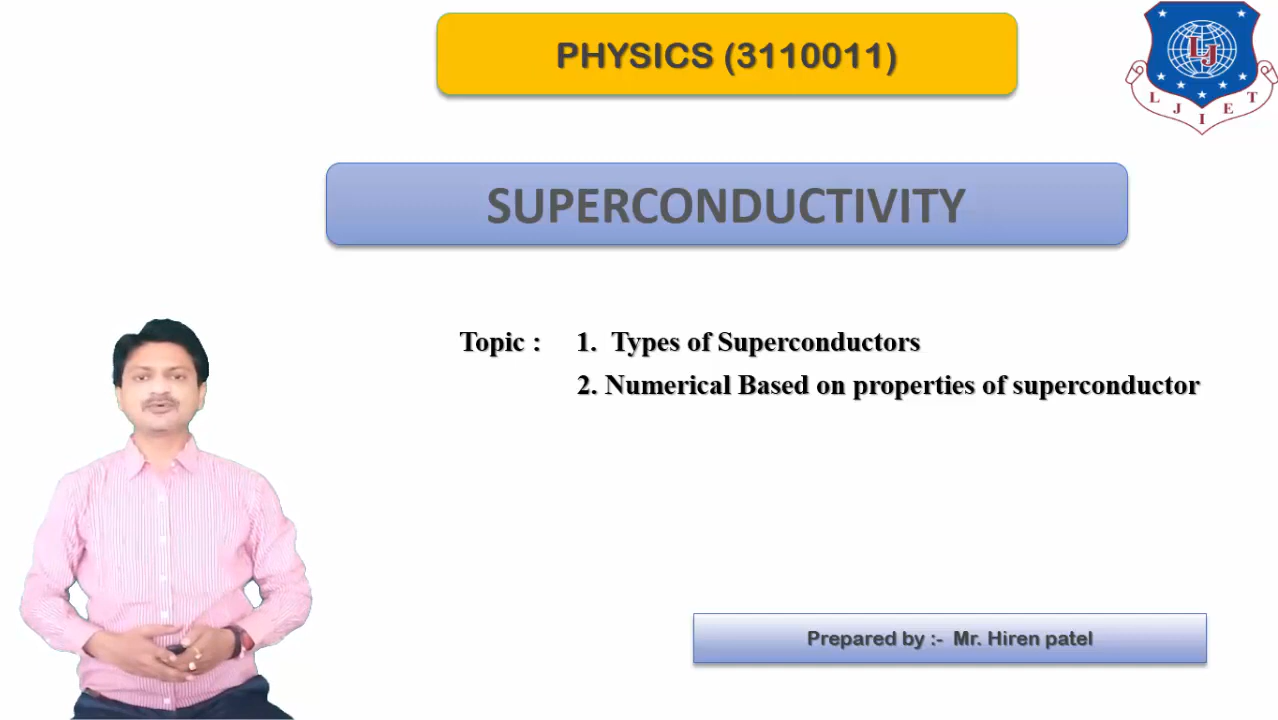 PHYSICS (3110011)
LJ
L J I E T
SUPERCONDUCTIVITY
Topic : 1. Types of Superconductors
2. Numerical Based on properties of superconductor
Prepared by :- Mr. Hiren patel